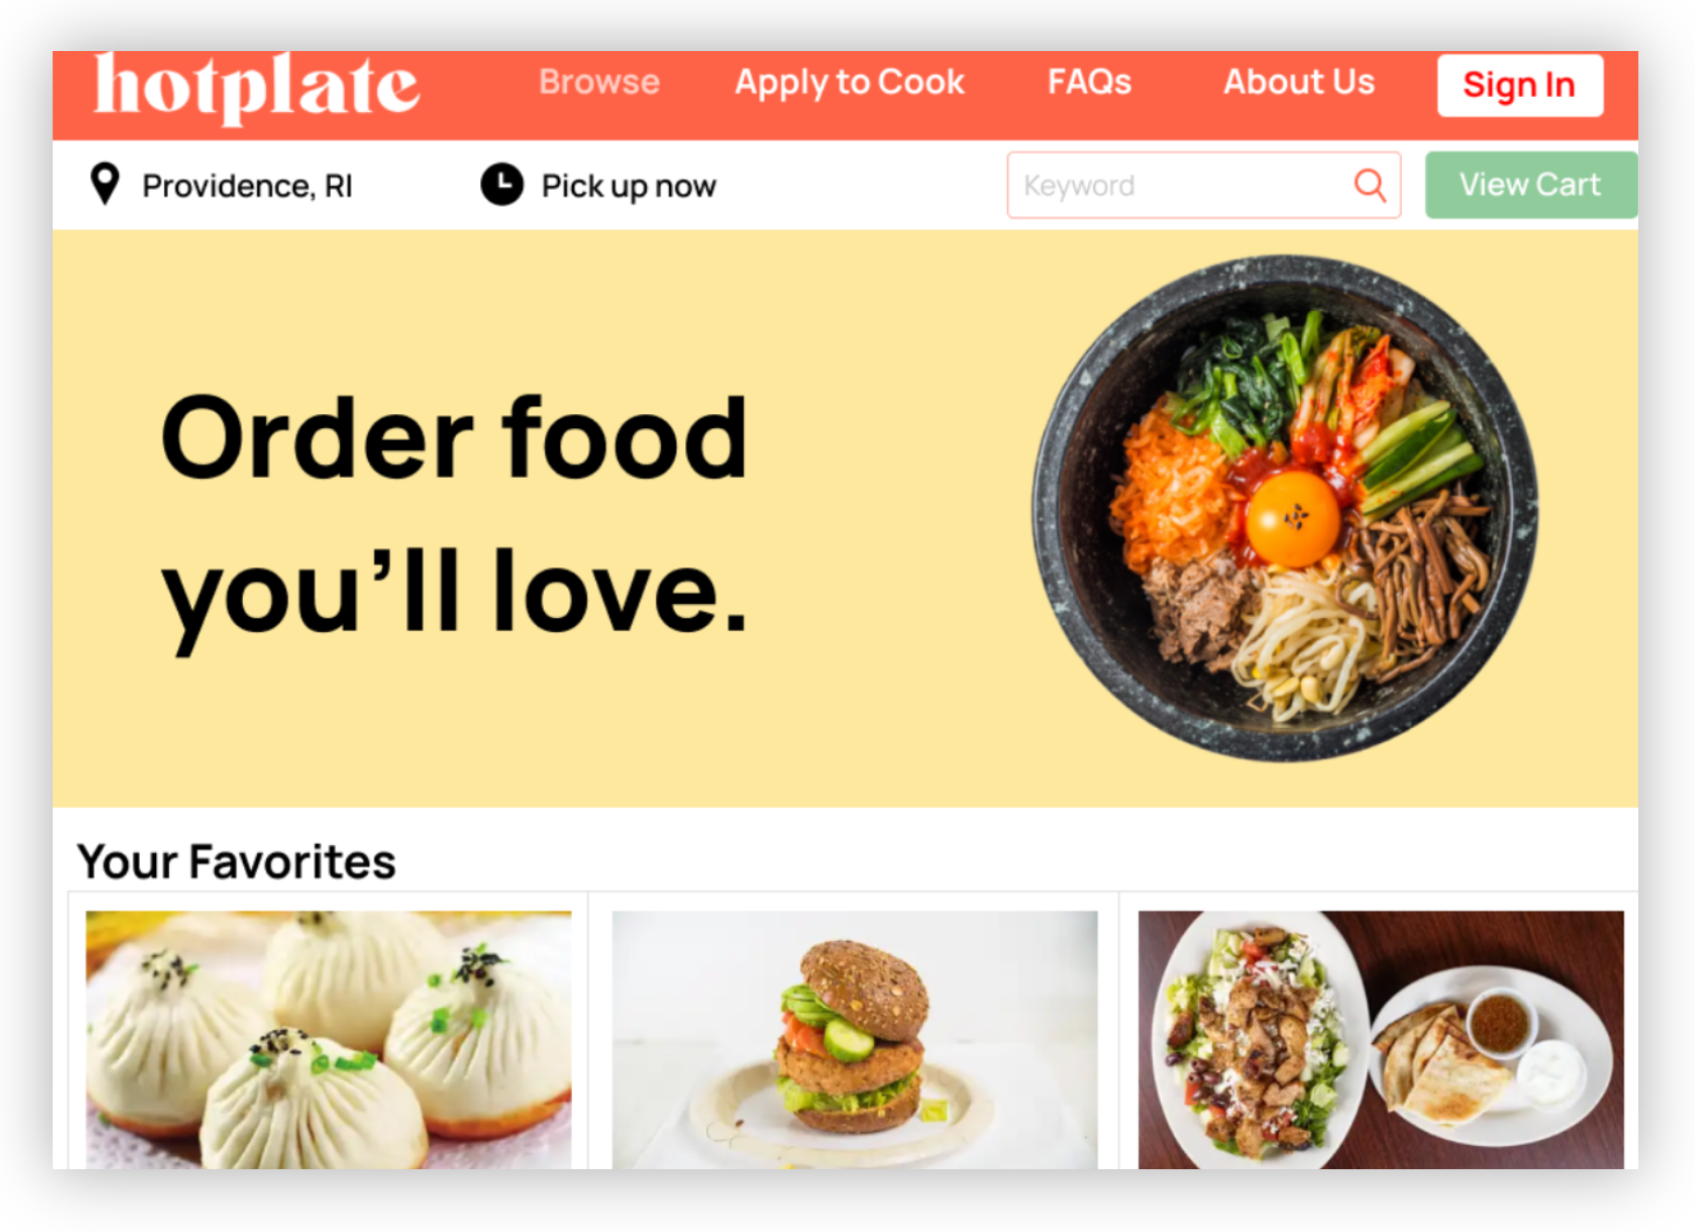 hotplate
Browse
Apply to Cook
FAQs
About Us
Sign In
Providence, RI
Pick up now
Keyword
View Cart
Order food
you’ll love.
Your Favorites